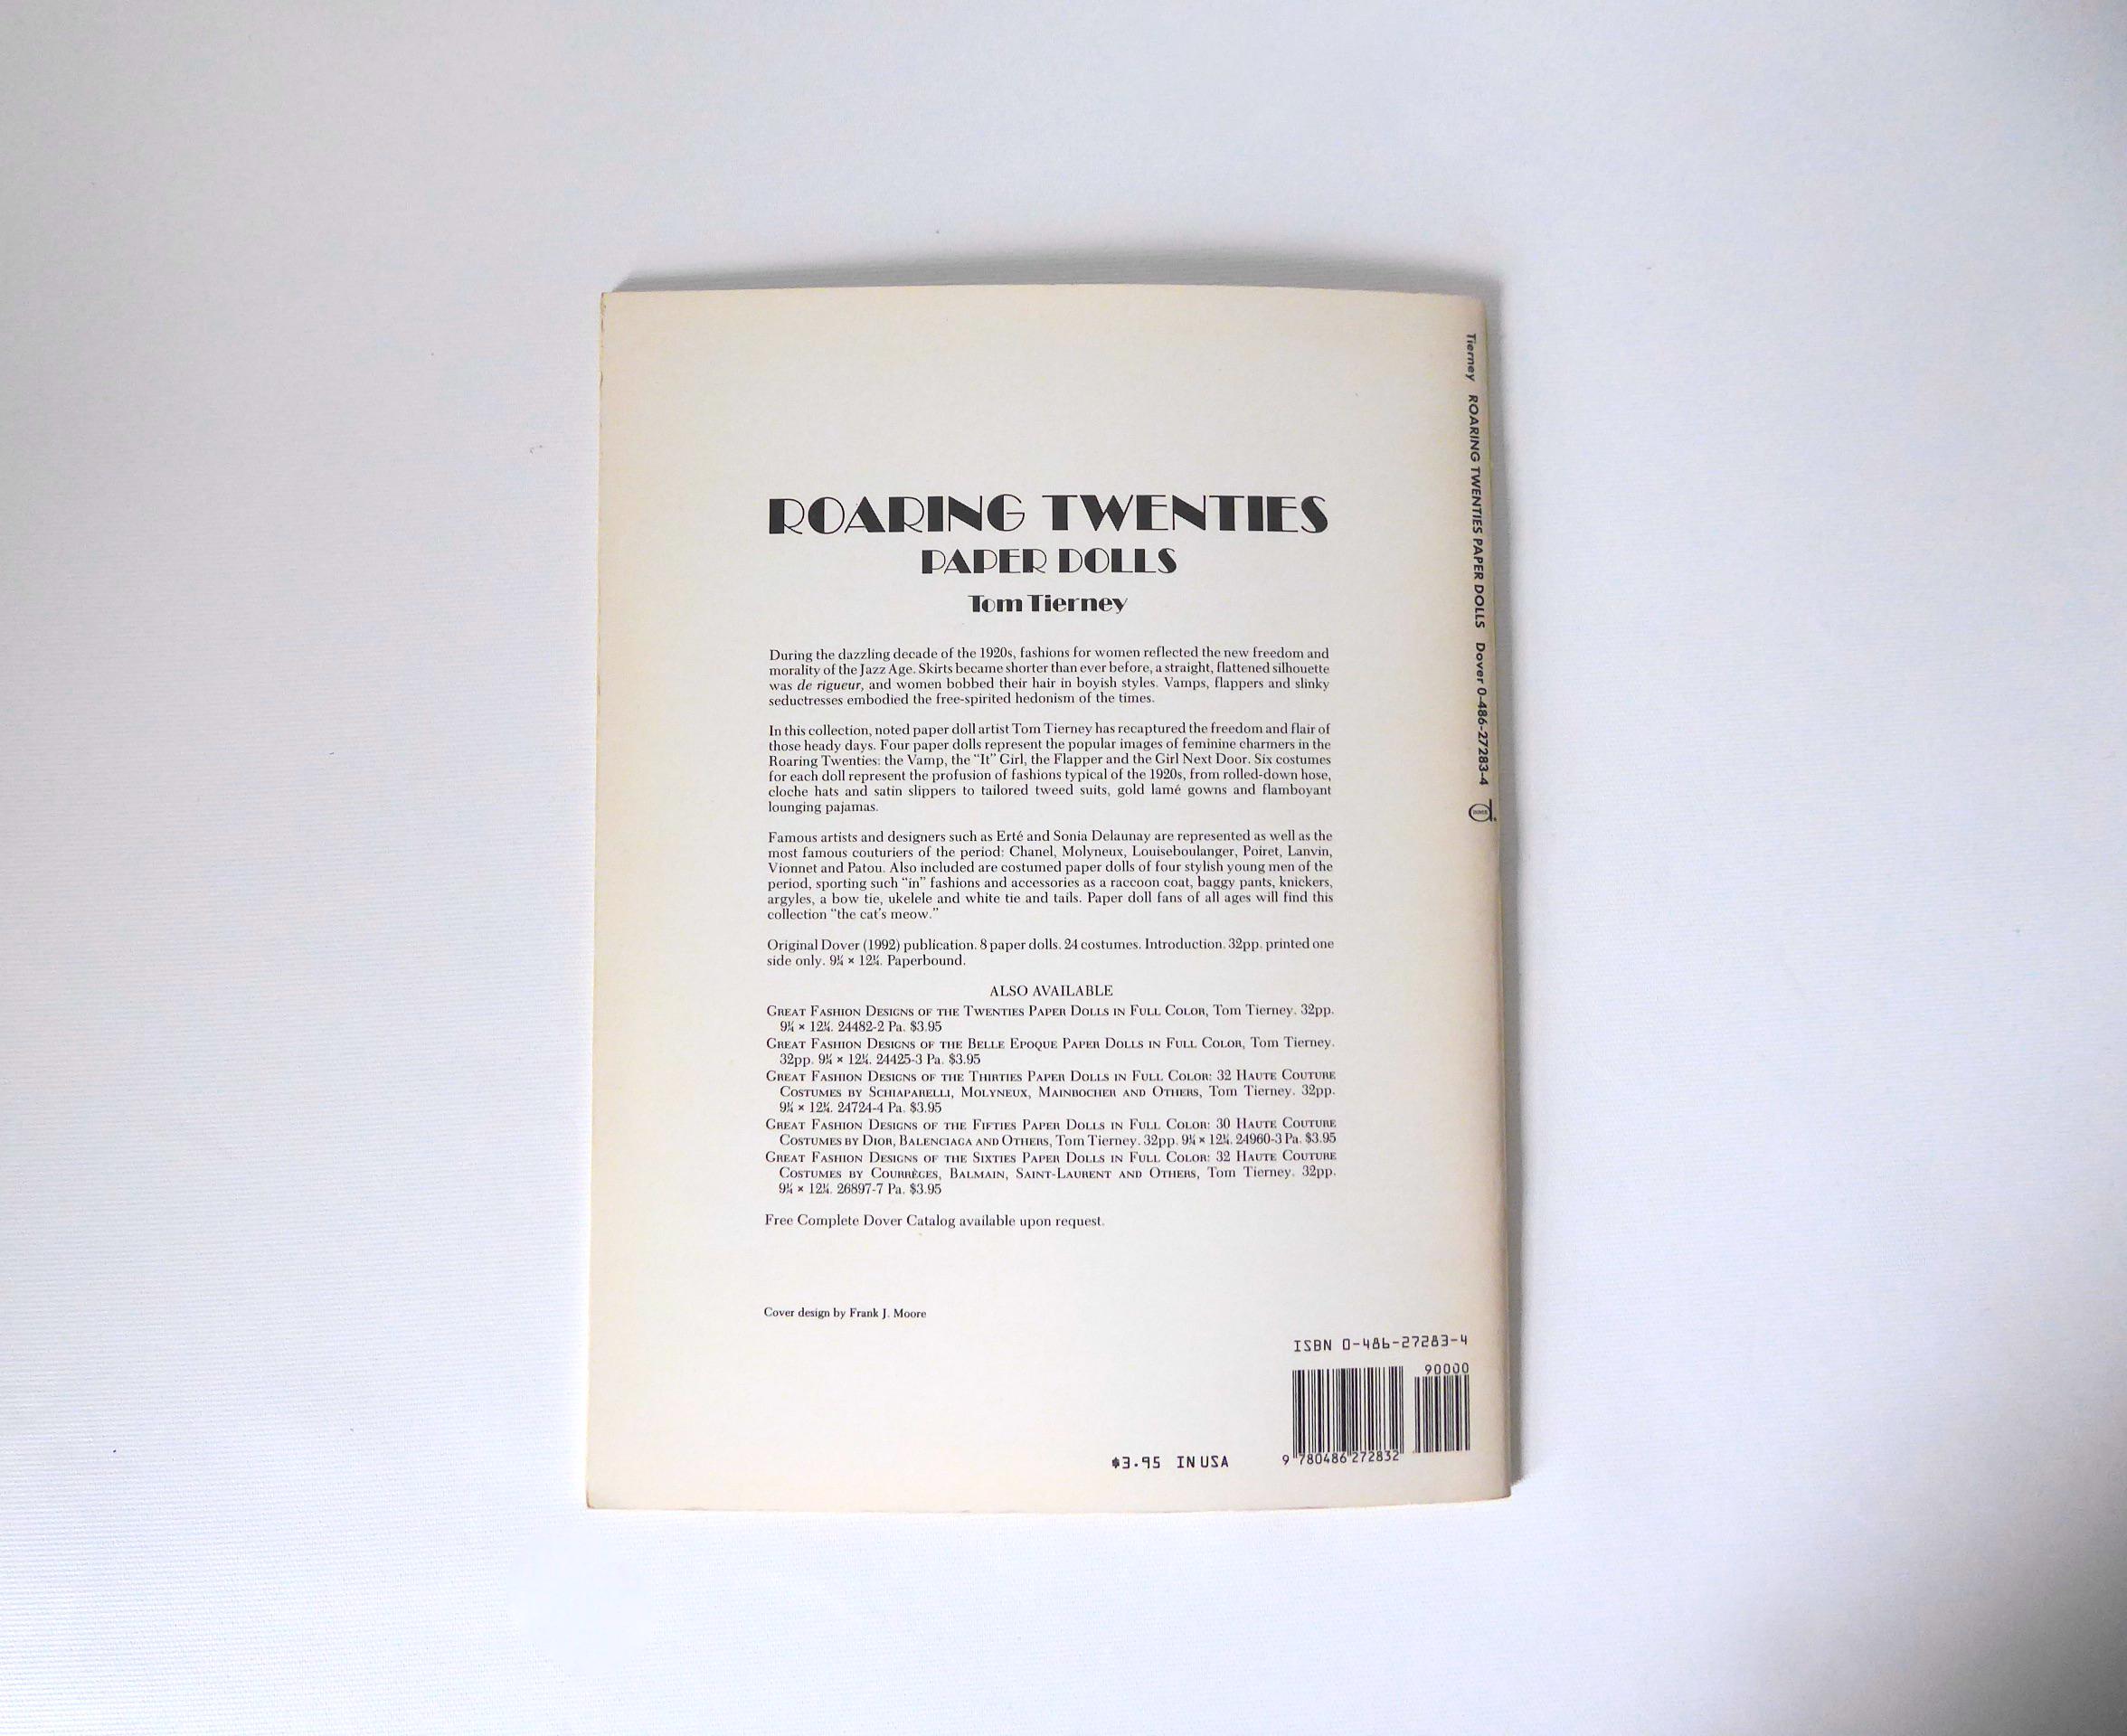 ROARING TWENTIES
PAPER DOLLS
Tom Tierney
During the dazzling decade of the 1920s, fashions for women reflected the new freedom and
morality of the Jazz Age. Skirts became shorter than ever before, a straight, flattened silhouette
was de rigueur, and women bobbed their hair in boyish styles. Vamps, flappers and slinky
seductresses embodied the free-spirited hedonism of the times.
In this collection, noted paper doll artist Tom Tierney has recaptured the freedom and flair of
those heady days. Four paper dolls represent the popular images of feminine charmers in the
Roaring Twenties: the Vamp, the “It” Girl, the Flapper and the Girl Next Door. Six costumes
for each doll represent the profusion of fashions typical of the 1920s, from rolled-down hose,
cloche hats and satin slippers to tailored tweed suits, gold lamé gowns and flamboyant
lounging pajamas.
Famous artists and designers such as Erté and Sonia Delaunay are represented as well as the
most famous couturiers of the period: Chanel, Molyneux, Louiseboulanger, Poiret, Lanvin,
Vionnet and Patou. Also included are costumed paper dolls of four stylish young men of the
period, sporting such “in” fashions and accessories as a raccoon coat, baggy pants, knickers,
argyles, a bow tie, ukelele and white tie and tails. Paper doll fans of all ages will find this
collection “the cat’s meow.”
Original Dover (1992) publication. 8 paper dolls. 24 costumes. Introduction. 32pp. printed one
side only. 9¼ × 12¼. Paperbound.
ALSO AVAILABLE
GREAT FASHION DESIGNS OF THE TWENTIES PAPER DOLLS IN FULL COLOR, Tom Tierney. 32pp.
9¼ × 12¼. 24482-2 Pa. $3.95
GREAT FASHION DESIGNS OF THE BELLE EPOQUE PAPER DOLLS IN FULL COLOR, Tom Tierney.
32pp. 9¼ × 12¼. 24425-3 Pa. $3.95
GREAT FASHION DESIGNS OF THE THIRTIES PAPER DOLLS IN FULL COLOR: 32 HAUTE COUTURE
COSTUMES BY SCHIAPARELLI, MOLYNEUX, MAINBOCHER AND OTHERS, Tom Tierney. 32pp.
9¼ × 12¼. 24724-4 Pa. $3.95
GREAT FASHION DESIGNS OF THE FIFTIES PAPER DOLLS IN FULL COLOR: 30 HAUTE COUTURE
COSTUMES BY DIOR, BALENCIAGA AND OTHERS, Tom Tierney. 32pp. 9¼ × 12¼. 24960-3 Pa. $3.95
GREAT FASHION DESIGNS OF THE SIXTIES PAPER DOLLS IN FULL COLOR: 32 HAUTE COUTURE
COSTUMES BY COURRÈGES, BALMAIN, SAINT-LAURENT AND OTHERS, Tom Tierney. 32pp.
9¼ × 12¼. 26897-7 Pa. $3.95
Free Complete Dover Catalog available upon request.
Cover design by Frank J. Moore
ISBN 0-486-27283-4
90000
9 780486 272832
$3.95 IN USA
Tierney ROARING TWENTIES PAPER DOLLS Dover 0-486-27283-4
DOVER